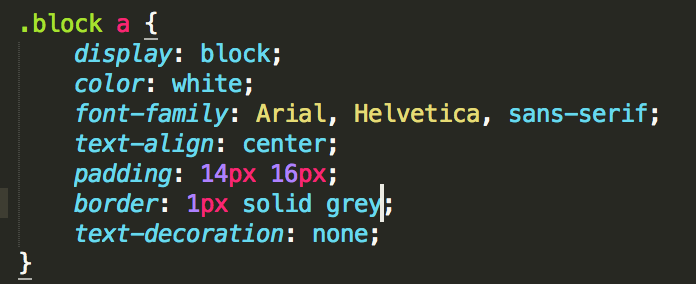 .block a {
    display: block;
    color: white;
    font-family: Arial, Helvetica, sans-serif;
    text-align: center;
    padding: 14px 16px;
    border: 1px solid grey;
    text-decoration: none;
}